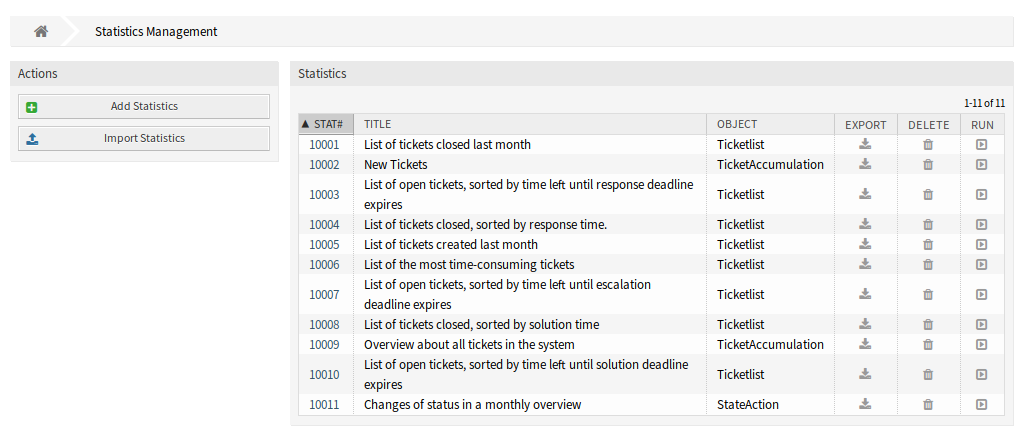 Statistics Management
Actions
Add Statistics
Import Statistics
Statistics
1-11 of 11
▲ STAT# TITLE OBJECT EXPORT DELETE RUN
10001 List of tickets closed last month Ticketlist
10002 New Tickets TicketAccumulation
10003 List of open tickets, sorted by time left until response deadline
expires Ticketlist
10004 List of tickets closed, sorted by response time. Ticketlist
10005 List of tickets created last month Ticketlist
10006 List of the most time-consuming tickets Ticketlist
10007 List of open tickets, sorted by time left until escalation
deadline expires Ticketlist
10008 List of tickets closed, sorted by solution time Ticketlist
10009 Overview about all tickets in the system TicketAccumulation
10010 List of open tickets, sorted by time left until solution deadline
expires Ticketlist
10011 Changes of status in a monthly overview StateAction